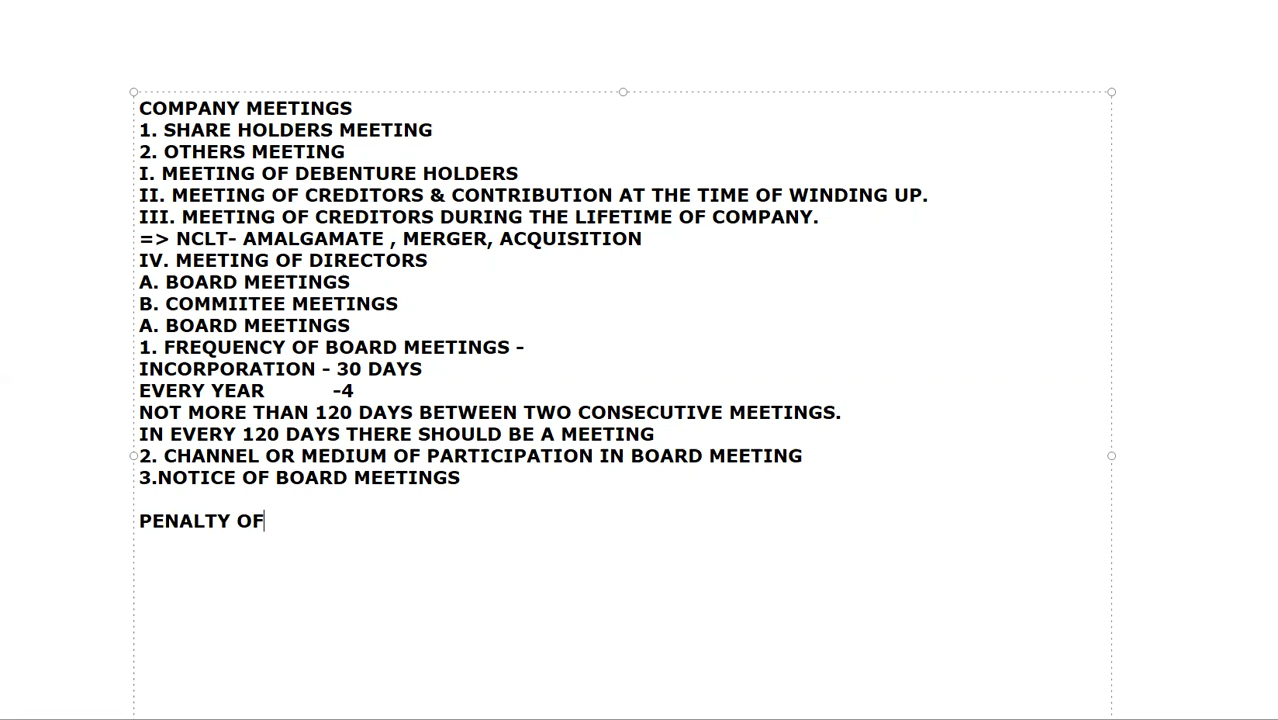 COMPANY MEETINGS
1. SHARE HOLDERS MEETING
2. OTHERS MEETING
I. MEETING OF DEBENTURE HOLDERS
II. MEETING OF CREDITORS & CONTRIBUTION AT THE TIME OF WINDING UP.
III. MEETING OF CREDITORS DURING THE LIFETIME OF COMPANY.
=> NCLT- AMALGAMATE , MERGER, ACQUISITION
IV. MEETING OF DIRECTORS
A. BOARD MEETINGS
B. COMMIITEE MEETINGS
A. BOARD MEETINGS
1. FREQUENCY OF BOARD MEETINGS -
INCORPORATION - 30 DAYS
EVERY YEAR -4
NOT MORE THAN 120 DAYS BETWEEN TWO CONSECUTIVE MEETINGS.
IN EVERY 120 DAYS THERE SHOULD BE A MEETING
2. CHANNEL OR MEDIUM OF PARTICIPATION IN BOARD MEETING
3.NOTICE OF BOARD MEETINGS
PENALTY OF